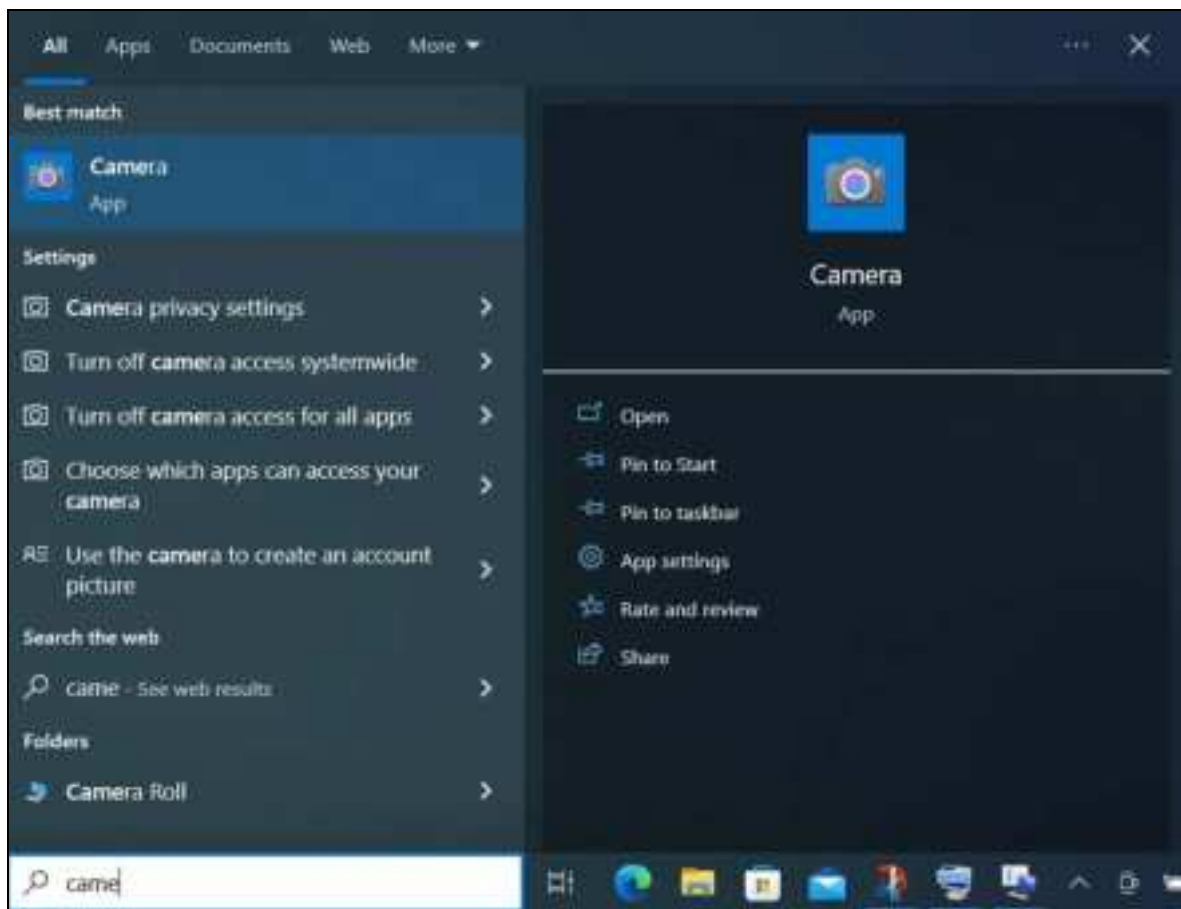 All Apps Documents Web More
Best match
Camera
App
Settings
Camera privacy settings
Turn off camera access systemwide
Turn off camera access for all apps
Choose which apps can access your
camera
Use the camera to create an account
picture
Search the web
came - See web results
Folders
Camera Roll
came
Camera
App
Open
Pin to Start
Pin to taskbar
App settings
Rate and review
Share